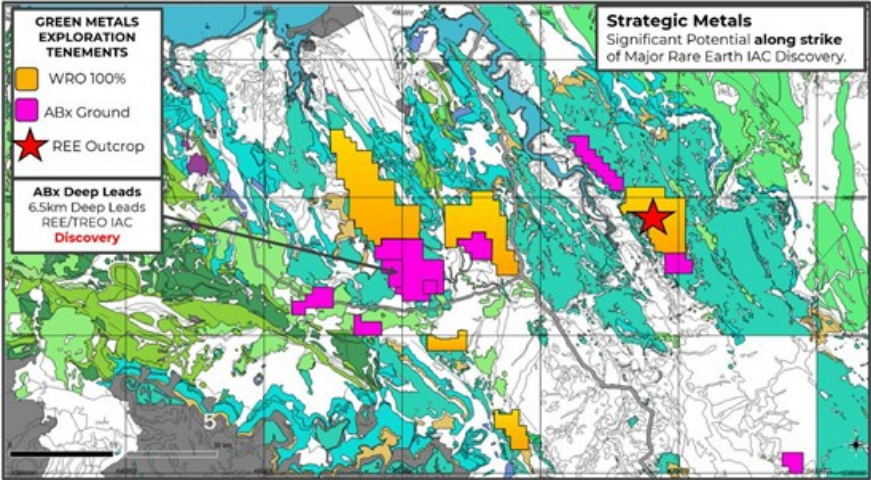 GREEN METALS
EXPLORATION
TENEMENTS
WRO 100%
ABx Ground
REE Outcrop
ABx Deep Leads
6.5km Deep Leads
REE/TREO IAC
Discovery
Strategic Metals
Significant Potential along strike
of Major Rare Earth IAC Discovery.
5